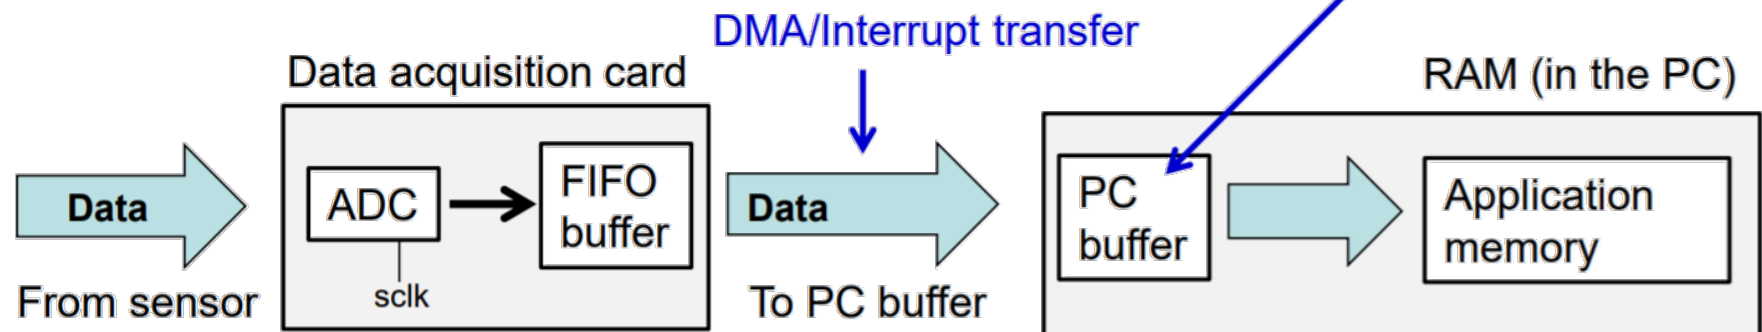 DMA/Interrupt transfer
Data acquisition card
RAM (in the PC)
Data
From sensor
ADC
sclk
FIFO
buffer
Data
To PC buffer
PC
buffer
Application
memory